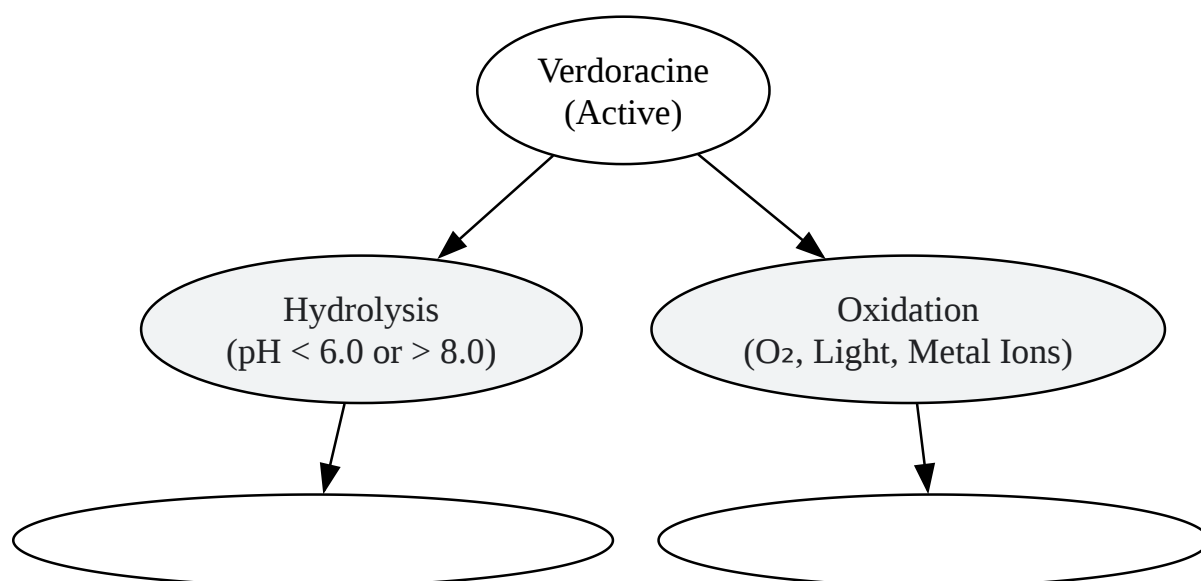 Verdoracine
(Active)
Hydrolysis
(pH < 6.0 or > 8.0)
Oxidation
(O₂, Light, Metal Ions)